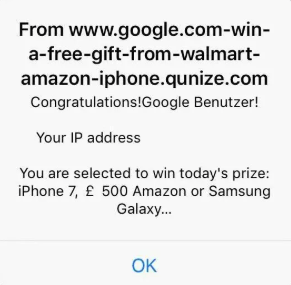 From www.google.com-win-
a-free-gift-from-walmart-
amazon-iphone.qunize.com
Congratulations!Google Benutzer!
Your IP address
You are selected to win today's prize:
iPhone 7, £ 500 Amazon or Samsung
Galaxy...
OK